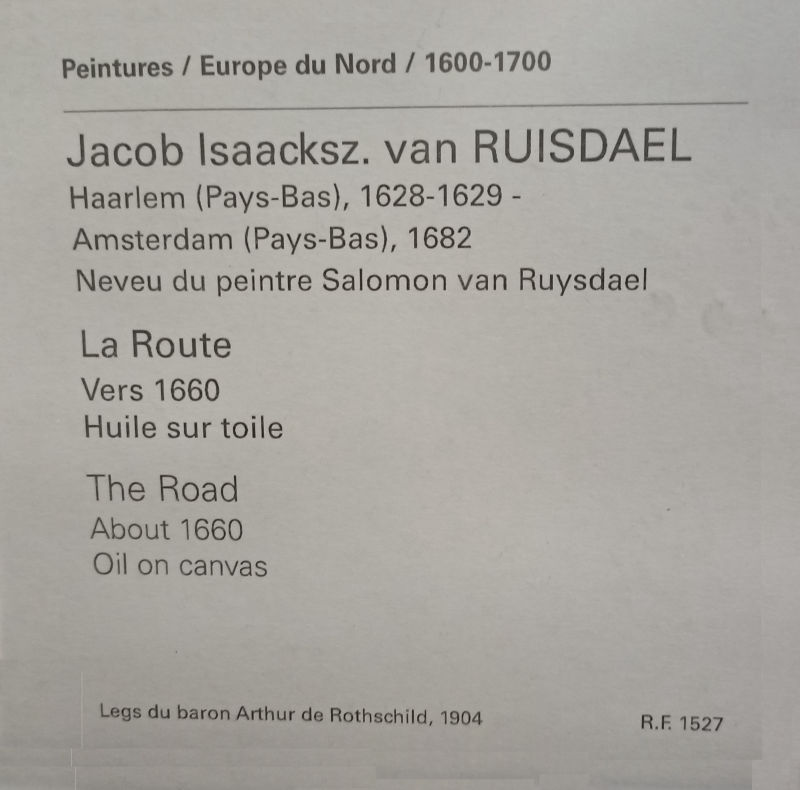 Peintures / Europe du Nord / 1600-1700
Jacob Isaacksz. van RUISDAEL
Haarlem (Pays-Bas), 1628-1629 -
Amsterdam (Pays-Bas), 1682
Neveu du peintre Salomon van Ruysdael
La Route
Vers 1660
Huile sur toile
The Road
About 1660
Oil on canvas
Legs du baron Arthur de Rothschild, 1904
R.F. 1527